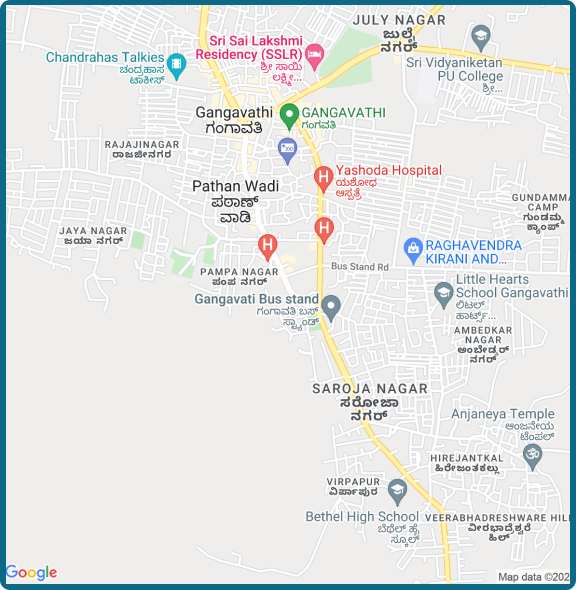 JULY NAGAR
ಜುಲೈ
ನಗರ್
Sri Sai Lakshmi
Residency (SSLR)
ಶ್ರೀ ಸಾಯಿ
ಲಕ್ಷ್ಮೀ...
Chandrahas Talkies
ಚಂದ್ರಹಾಸ
ಟಾಕೀಸ್
Sri Vidyaniketan
PU College
ಶ್ರೀ...
Gangavathi
ಗಂಗಾವತಿ
GANGAVATHI
ಗಂಗವತಿ
RAJAJINAGAR
ರಾಜಜೀನಗರ
Yashoda Hospital
ಯಶೋಧ
ಆಸ್ಪತ್ರೆ
Pathan Wadi
ಪಠಾಣ್
ವಾಡಿ
GUNDAMMA
CAMP
ಗುಂಡಮ್ಮ
ಕ್ಯಾಂಪ್
JAYA NAGAR
ಜಯಾ ನಗರ್
RAGHAVENDRA
KIRANI AND...
PAMPA NAGAR
ಪಂಪ ನಗರ್
Bus Stand Rd
Little Hearts
School Gangavathi
ಲಿಟಲ್
ಹಾರ್ಟ್ಸ್...
Gangavati Bus stand
ಗಂಗಾವತಿ ಬಸ್
ಸ್ಟ್ಯಾಂಡ್
AMBEDKAR
NAGAR
ಅಂಬೇಡ್ಕರ್
ನಗರ್
SAROJA NAGAR
ಸರೋಜಾ
ನಗರ್
Anjaneya Temple
ಆಂಜನೇಯ
ಟೆಂಪಲ್
HIREJANTKAL
ಹಿರೇಜಂತಕಲ್ಲು
VIRPAPUR
ವಿರ್ಪಾಪುರ
Bethel High School
ಬೆಥೆಲ್ ಹೈ
ಸ್ಕೂಲ್
VEERABHADRESHWARE HILL
ವೀರಭಾದ್ರೆಶ್ವರೆ
ಹಿಲ್
Google
Map data ©202